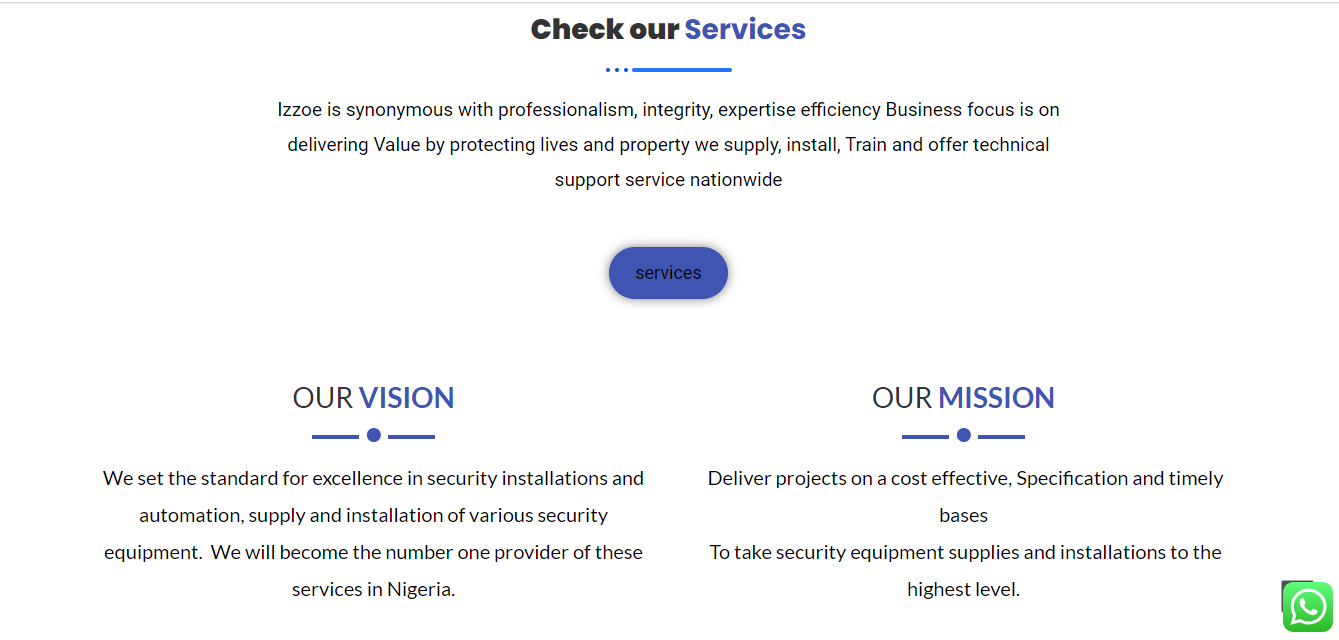 Check our Services
Izzoe is synonymous with professionalism, integrity, expertise efficiency Business focus is on
delivering Value by protecting lives and property we supply, install, Train and offer technical
support service nationwide
services
OUR VISION
We set the standard for excellence in security installations and
automation, supply and installation of various security
equipment.  We will become the number one provider of these
services in Nigeria.
OUR MISSION
Deliver projects on a cost effective, Specification and timely
bases
To take security equipment supplies and installations to the
highest level.